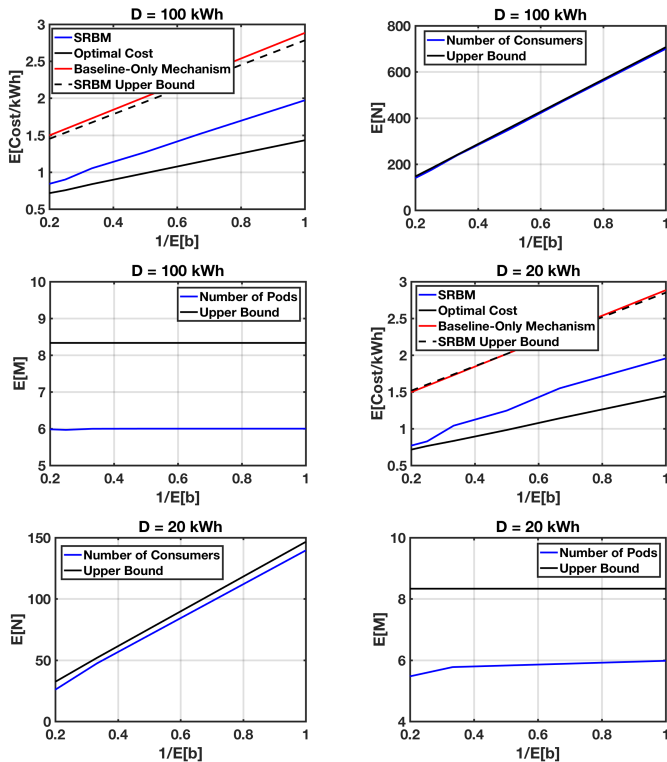 D = 100 kWh
3
2.5
2
1.5
1
0.5
E[Cost/kWh]
SRBM
Optimal Cost
Baseline-Only Mechanism
SRBM Upper Bound
0.2 0.4 0.6 0.8 1
1/E[b]
D = 100 kWh
800
600
400
200
0
E[N]
Number of Consumers
Upper Bound
0.2 0.4 0.6 0.8 1
1/E[b]
D = 100 kWh
10
9
8
7
6
5
E[M]
Number of Pods
Upper Bound
0.2 0.4 0.6 0.8 1
1/E[b]
D = 20 kWh
3
2.5
2
1.5
1
0.5
E[Cost/kWh]
SRBM
Optimal Cost
Baseline-Only Mechanism
SRBM Upper Bound
0.2 0.4 0.6 0.8 1
1/E[b]
D = 20 kWh
150
100
50
0
E[N]
Number of Consumers
Upper Bound
0.2 0.4 0.6 0.8 1
1/E[b]
D = 20 kWh
10
8
6
4
E[M]
Number of Pods
Upper Bound
0.2 0.4 0.6 0.8 1
1/E[b]